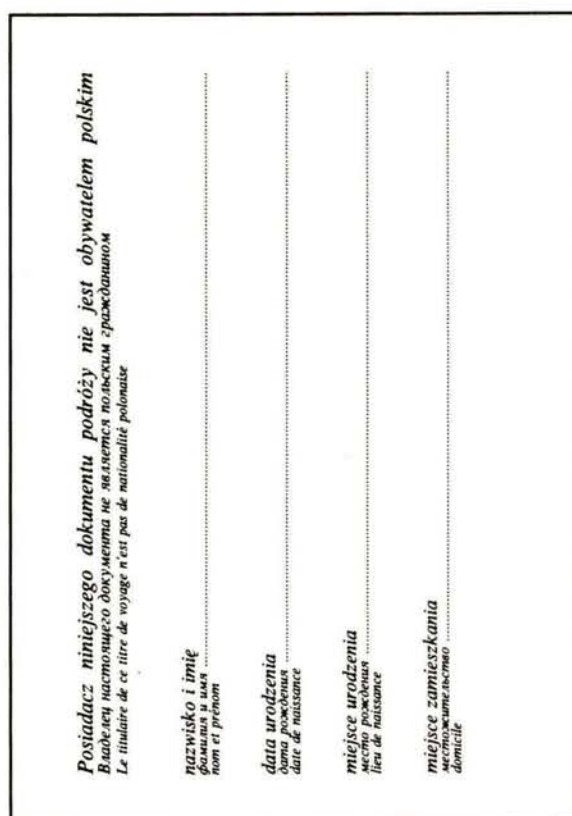 Posiadacz niniejszego dokumentu podróży nie jest obywatelem polskim
Владелец настоящего документа не является польским гражданином
Le titulaire de ce titre de voyage n'est pas de nationalité polonaise
nazwisko i imię
фамилия и имя
nom et prénom
data urodzenia
дата рождения
date de naissance
miejsce urodzenia
место рождения
lieu de naissance
miejsce zamieszkania
местожительство
domicile